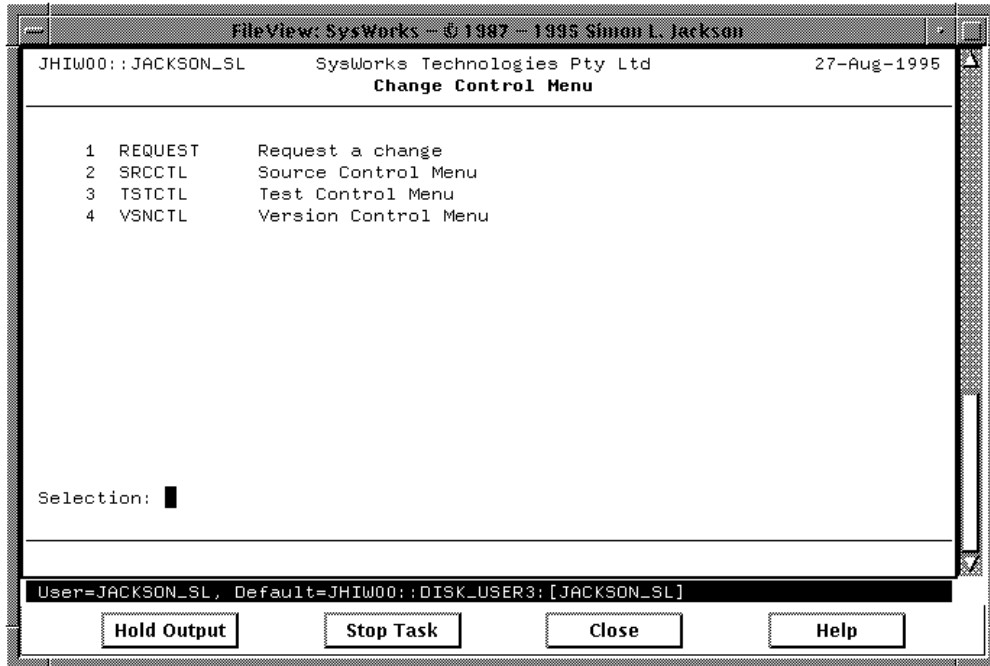 FileView: SysWorks – © 1987 – 1995 Simon L. Jackson
JHIW00::JACKSON_SL SysWorks Technologies Pty Ltd 27-Aug-1995
Change Control Menu
1 REQUEST Request a change
2 SRCCTL Source Control Menu
3 TSTCTL Test Control Menu
4 VSNCTL Version Control Menu
Selection:
User=JACKSON_SL, Default=JHIW00::DISK_USER3:[JACKSON_SL]
Hold Output Stop Task Close Help